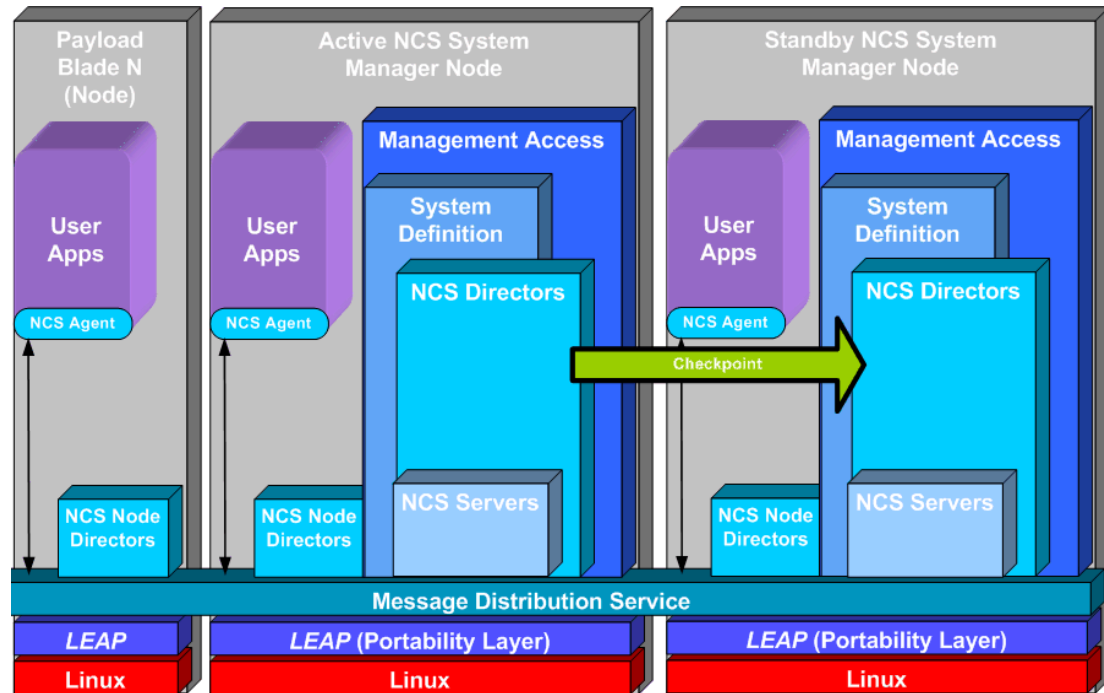 Payload
Blade N
(Node)
User
Apps
NCS Agent
NCS Node
Directors
Active NCS System
Manager Node
User
Apps
NCS Agent
NCS Node
Directors
Management Access
System
Definition
NCS Directors
NCS Servers
Checkpoint
Standby NCS System
Manager Node
User
Apps
NCS Agent
NCS Node
Directors
Management Access
System
Definition
NCS Directors
NCS Servers
Message Distribution Service
LEAP
LEAP (Portability Layer)
LEAP (Portability Layer)
Linux
Linux
Linux